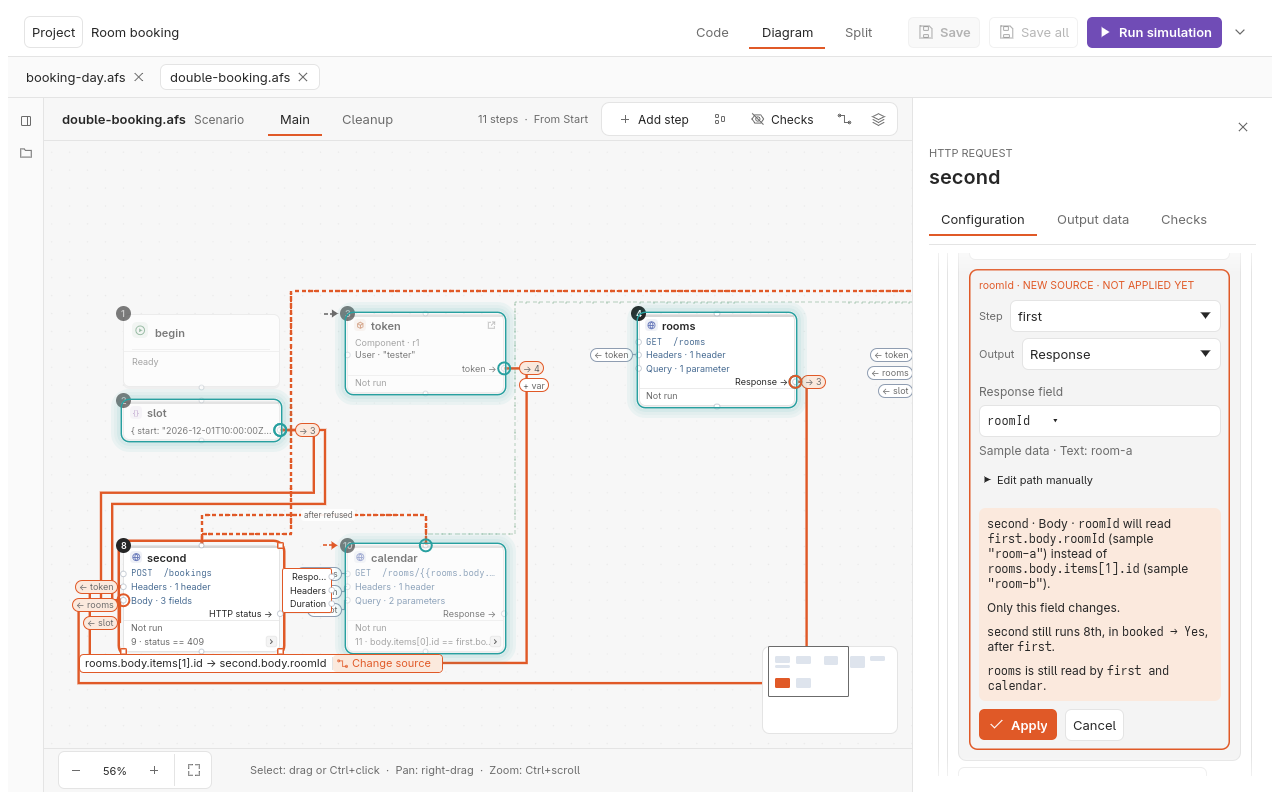 Project
Room booking
Code
Diagram
Split
Save
Save all
Run simulation
booking-day.afs
double-booking.afs
double-booking.afs
Scenario
Main
Cleanup
11 steps · From Start
Add step
Checks
1
begin
Ready
2
slot
{ start: "2026-12-01T10:00:00Z...
→ 3
3
token
Component · r1
User · "tester"
token →
Not run
→ 4
+ var
4
rooms
GET /rooms
Headers · 1 header
Query · 1 parameter
Response →
Not run
← token
→ 3
← token
← rooms
← slot
after refused
8
second
POST /bookings
Headers · 1 header
Body · 3 fields
HTTP status →
Not run
9 · status == 409
← token
← rooms
← slot
Respo...
Headers
Duration
calendar
GET /rooms/{{rooms.body...
Headers · 1 header
Query · 2 parameters
Response →
Not run
11 · body.items[0].id == first.bo...
rooms.body.items[1].id → second.body.roomId
Change source
56%
Select: drag or Ctrl+click · Pan: right-drag · Zoom: Ctrl+scroll
HTTP REQUEST
second
Configuration
Output data
Checks
roomId · NEW SOURCE · NOT APPLIED YET
Step
first
Output
Response
Response field
roomId
Sample data · Text: room-a
Edit path manually
second · Body · roomId will read
first.body.roomId (sample
"room-a") instead of
rooms.body.items[1].id (sample
"room-b").
Only this field changes.
second still runs 8th, in booked → Yes,
after first.
rooms is still read by first and
calendar.
Apply
Cancel